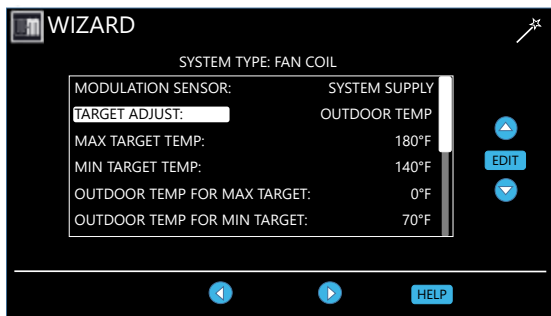 WIZARD
SYSTEM TYPE: FAN COIL
MODULATION SENSOR: SYSTEM SUPPLY
TARGET ADJUST: OUTDOOR TEMP
MAX TARGET TEMP: 180°F
MIN TARGET TEMP: 140°F
EDIT
OUTDOOR TEMP FOR MAX TARGET: 0°F
OUTDOOR TEMP FOR MIN TARGET: 70°F
HELP